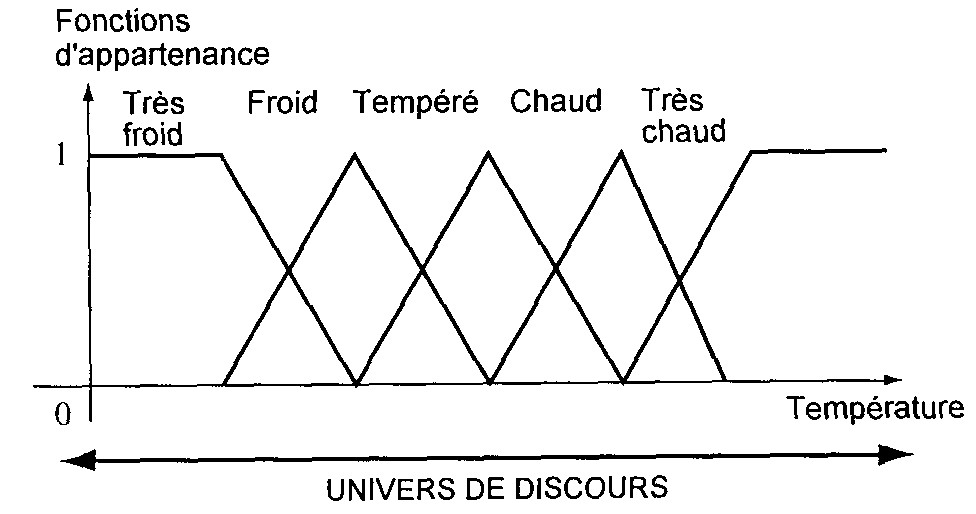 Fonctions
d'appartenance
Très
froid
Froid
Tempéré
Chaud
Très
chaud
1
0
Température
UNIVERS DE DISCOURS